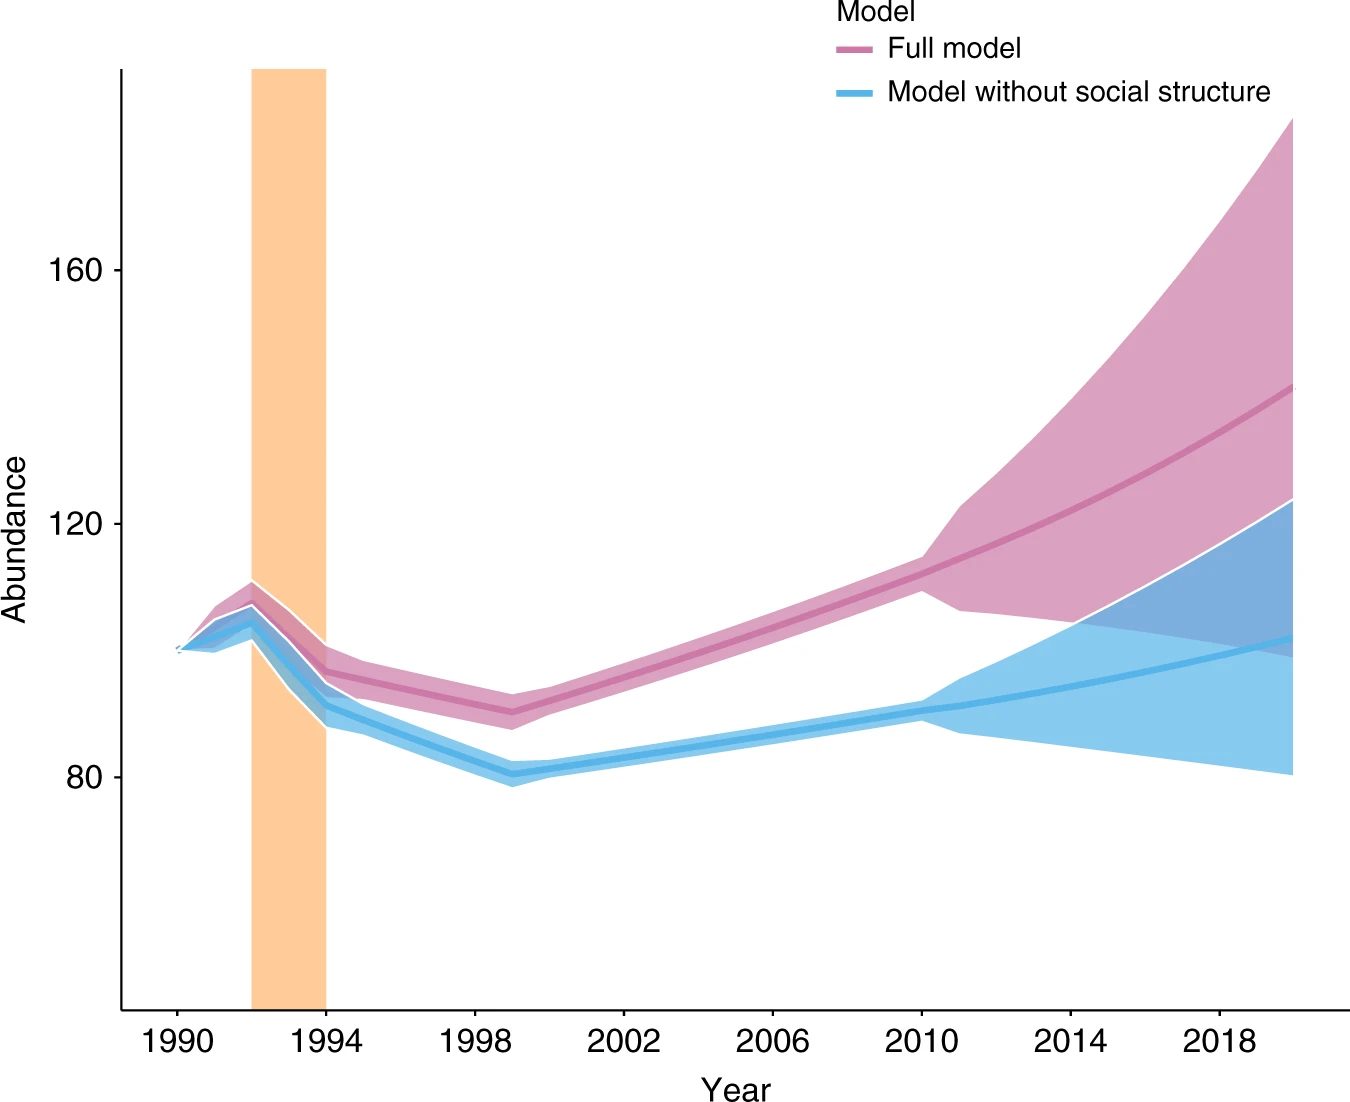 Model
Full model
Model without social structure
160
120
80
Abundance
1990 1994 1998 2002 2006 2010 2014 2018
Year